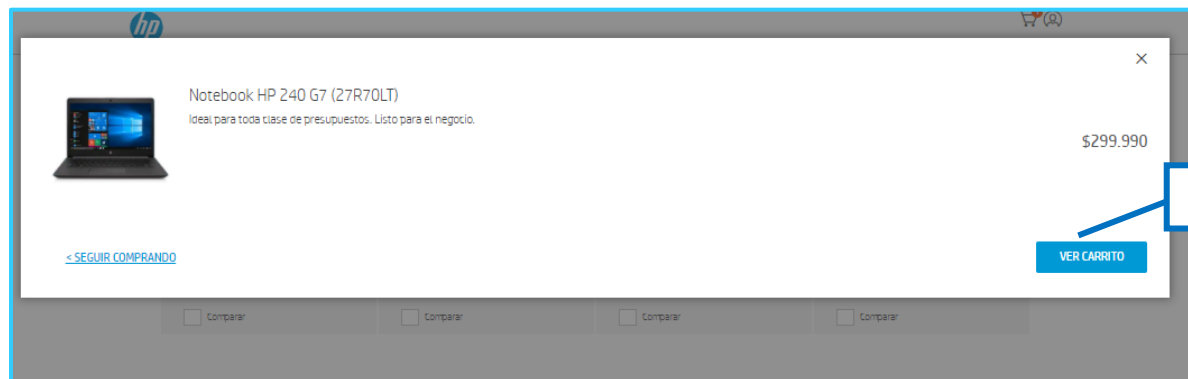 hp
×
Notebook HP 240 G7 (27R70LT)
Ideal para toda clase de presupuestos. Listo para el negocio.
$299.990
< SEGUIR COMPRANDO
VER CARRITO
Comparar
Comparar
Comparar
Comparar